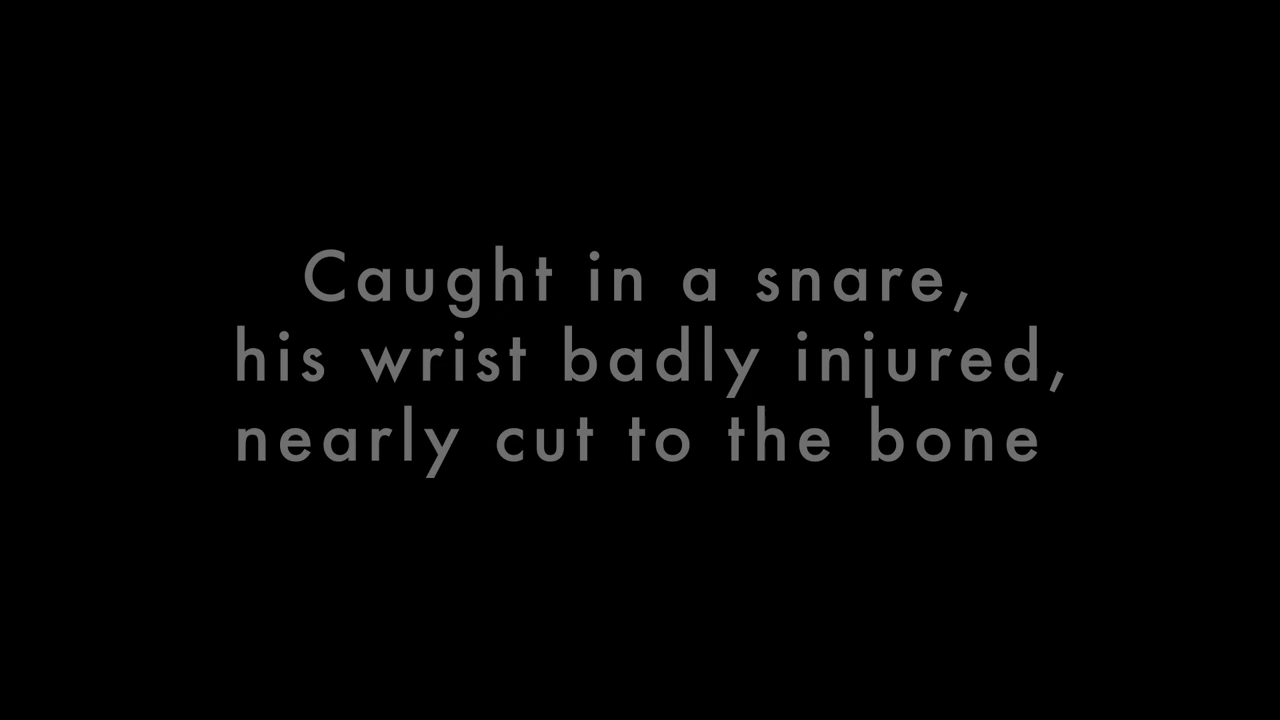 Caught in a snare,
his wrist badly injured,
nearly cut to the bone